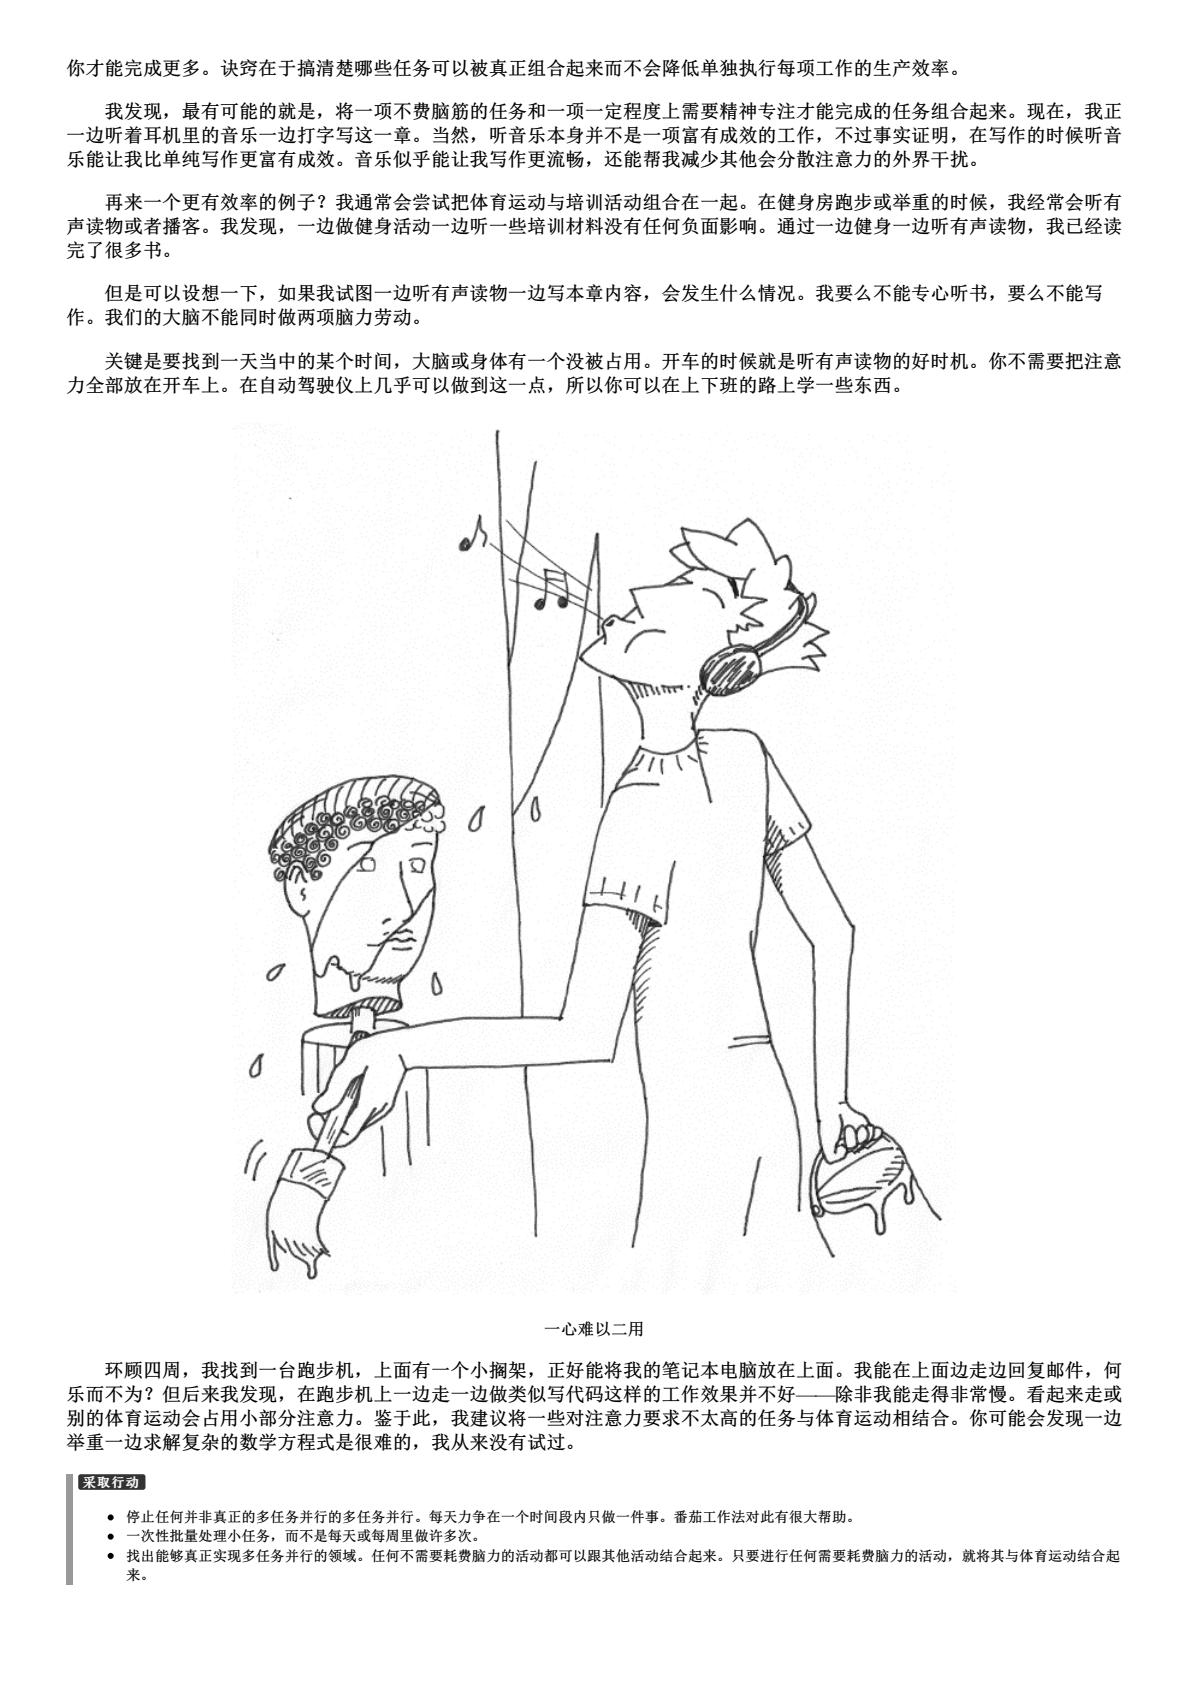 你才能完成更多。诀窍在于搞清楚哪些任务可以被真正组合起来而不会降低单独执行每项工作的生产效率。
我发现，最有可能的就是，将一项不费脑筋的任务和一项一定程度上需要精神专注才能完成的任务组合起来。现在，我正
一边听着耳机里的音乐一边打字写这一章。当然，听音乐本身并不是一项富有成效的工作，不过事实证明，在写作的时候听音
乐能让我比单纯写作更富有成效。音乐似乎能让我写作更流畅，还能帮我减少其他会分散注意力的外界干扰。
再来一个更有效率的例子？我通常会尝试把体育运动与培训活动组合在一起。在健身房跑步或举重的时候，我经常会听有
声读物或者播客。我发现，一边做健身活动一边听一些培训材料没有任何负面影响。通过一边健身一边听有声读物，我已经读
完了很多书。
但是可以设想一下，如果我试图一边听有声读物一边写本章内容，会发生什么情况。我要么不能专心听书，要么不能写
作。我们的大脑不能同时做两项脑力劳动。
关键是要找到一天当中的某个时间，大脑或身体有一个没被占用。开车的时候就是听有声读物的好时机。你不需要把注意
力全部放在开车上。在自动驾驶仪上几乎可以做到这一点，所以你可以在上下班的路上学一些东西。
一心难以二用
环顾四周，我找到一台跑步机，上面有一个小搁架，正好能将我的笔记本电脑放在上面。我能在上面边走边回复邮件，何
乐而不为？但后来我发现，在跑步机上一边走一边做类似写代码这样的工作效果并不好——除非我能走得非常慢。看起来走或
别的体育运动会占用小部分注意力。鉴于此，我建议将一些对注意力要求不太高的任务与体育运动相结合。你可能会发现一边
举重一边求解复杂的数学方程式是很难的，我从来没有试过。
采取行动
● 停止任何并非真正的多任务并行的多任务并行。每天力争在一个时间段内只做一件事。番茄工作法对此有很大帮助。
● 一次性批量处理小任务，而不是每天或每周里做许多次。
● 找出能够真正实现多任务并行的领域。任何不需要耗费脑力的活动都可以跟其他活动结合起来。只要进行任何需要耗费脑力的活动，就将其与体育运动结合起
来。